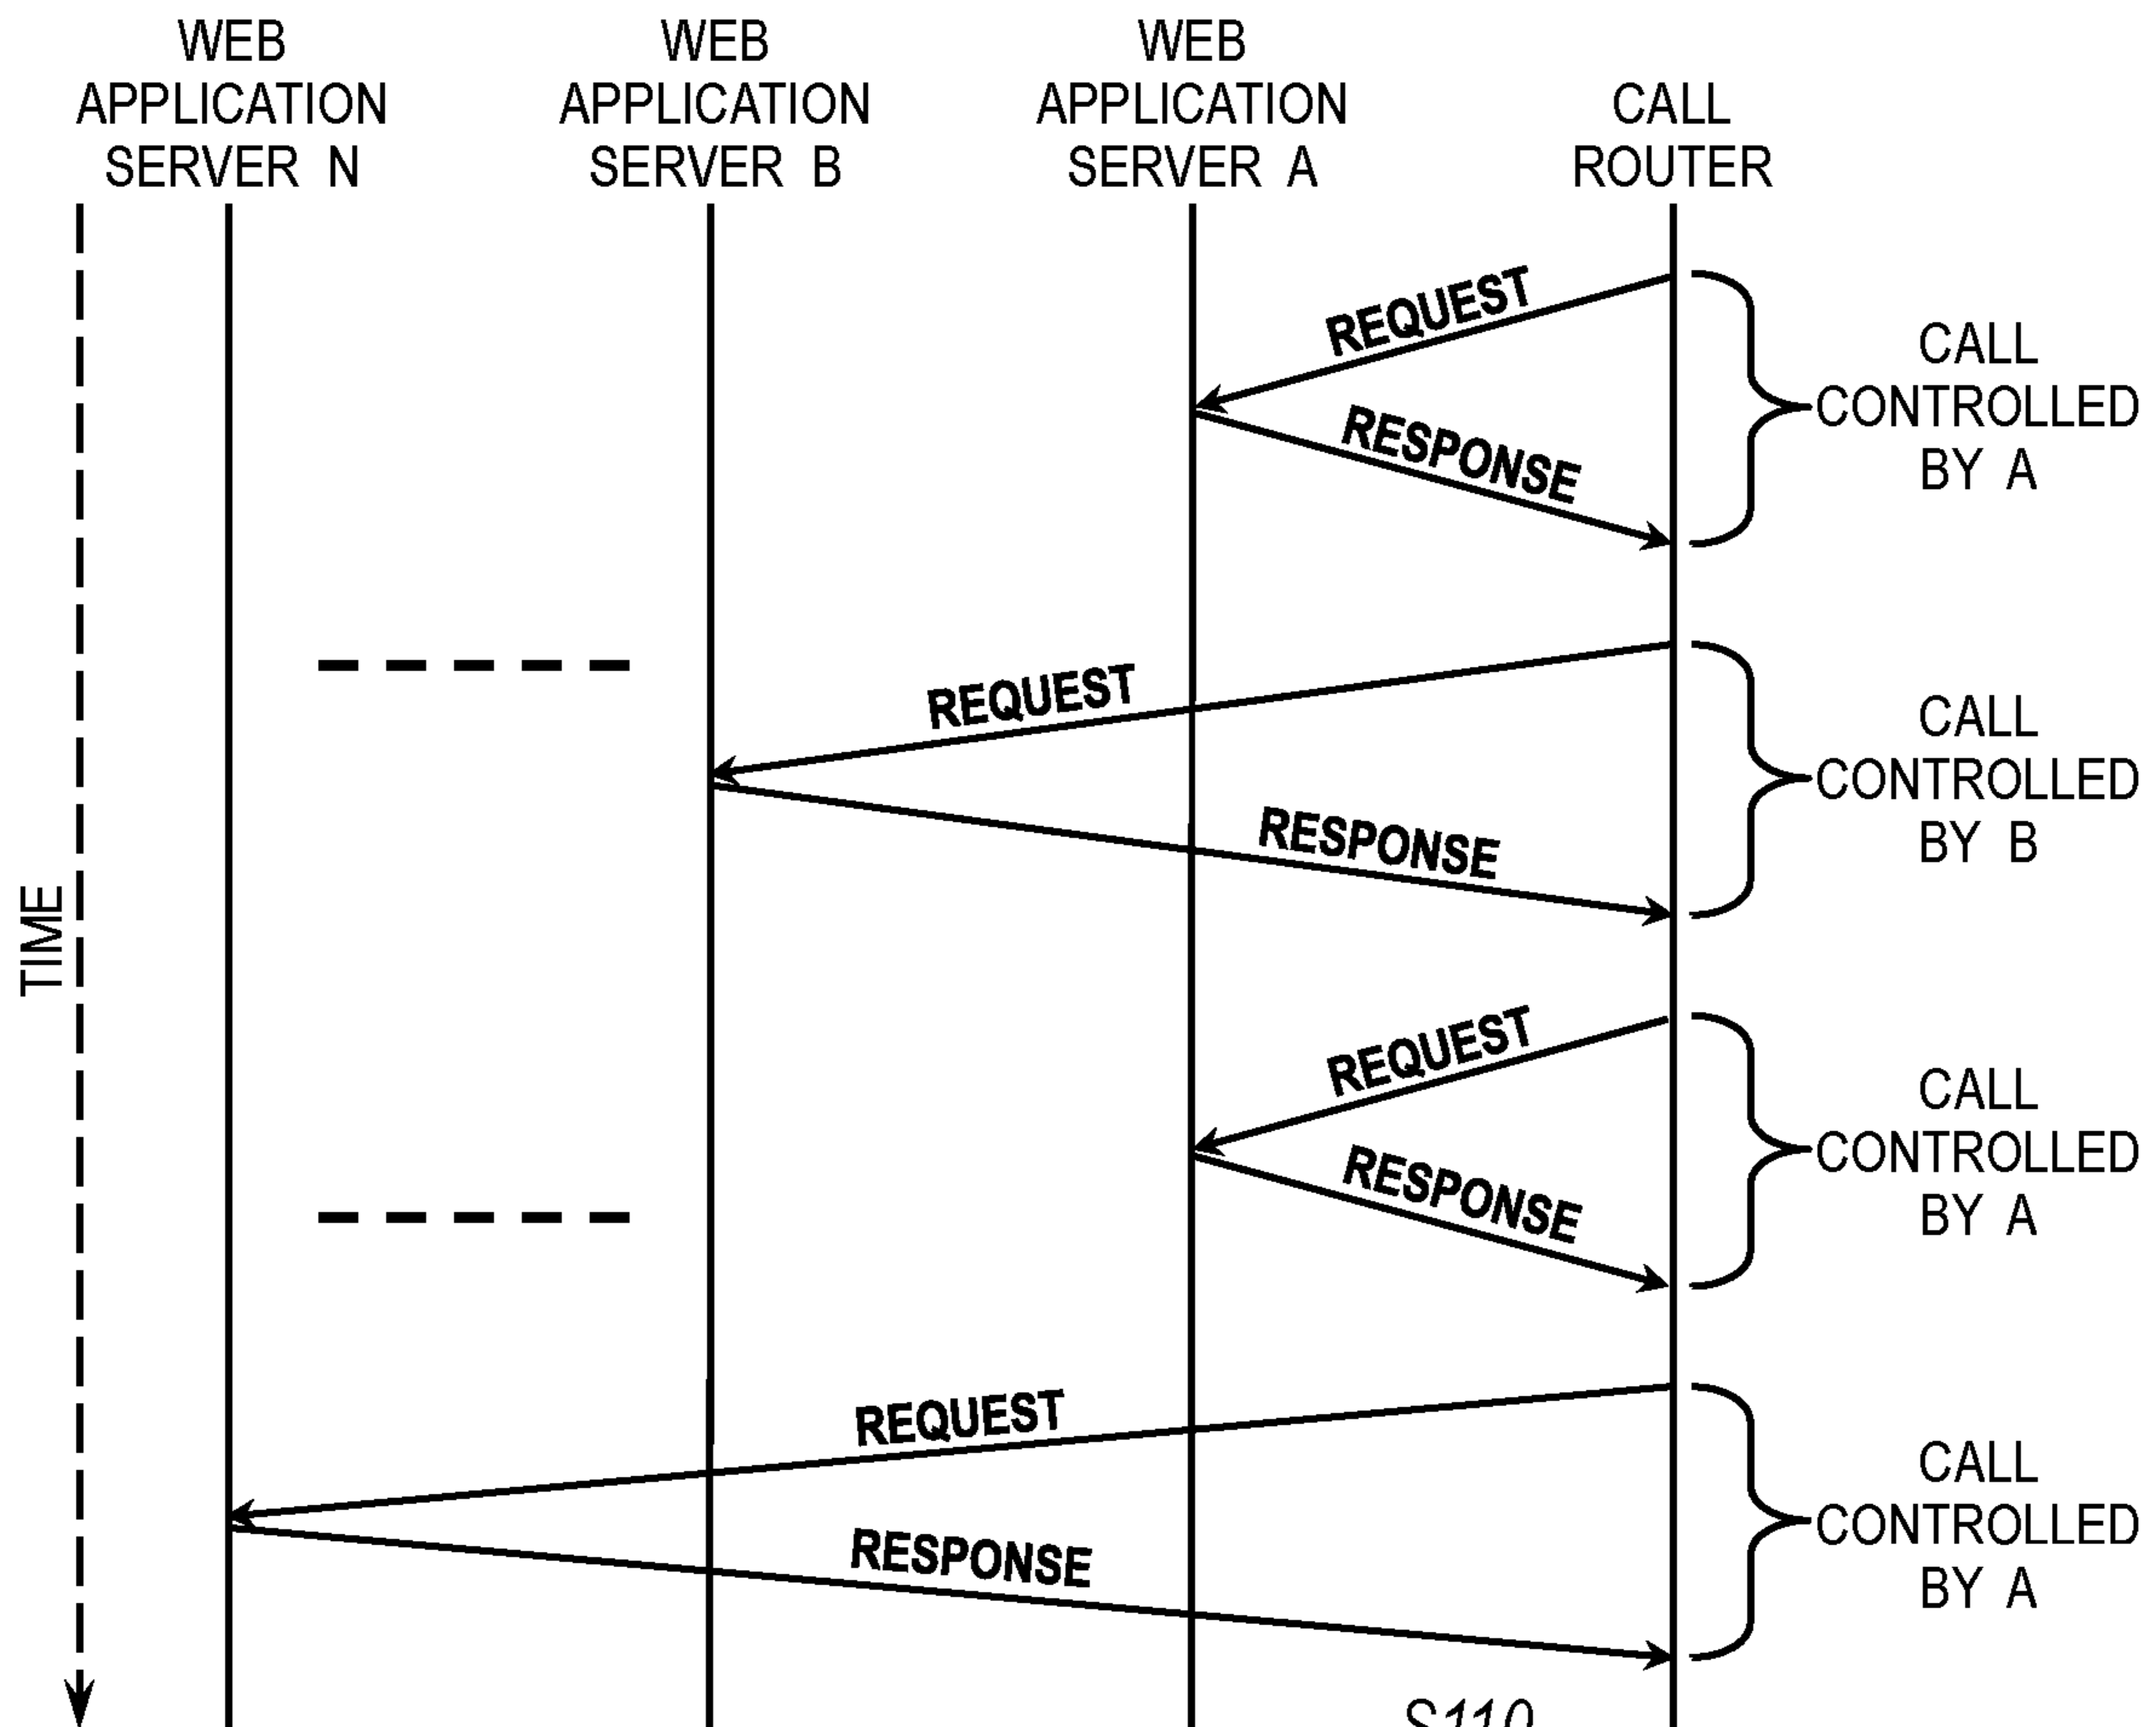 WEB
APPLICATION
SERVER N
WEB
APPLICATION
SERVER B
WEB
APPLICATION
SERVER A
CALL
ROUTER
REQUEST
RESPONSE
CALL
CONTROLLED
BY A
REQUEST
RESPONSE
CALL
CONTROLLED
BY B
TIME
REQUEST
RESPONSE
CALL
CONTROLLED
BY A
REQUEST
RESPONSE
CALL
CONTROLLED
BY A
S110